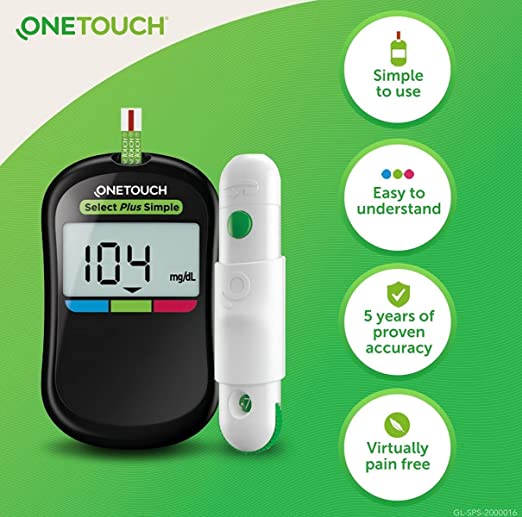 ONETOUCH®
ONETOUCH
Select Plus Simple
104
mg/dL
Simple
to use
Easy to
understand
5 years of
proven
accuracy
Virtually
pain free
GL-SPS-2000016